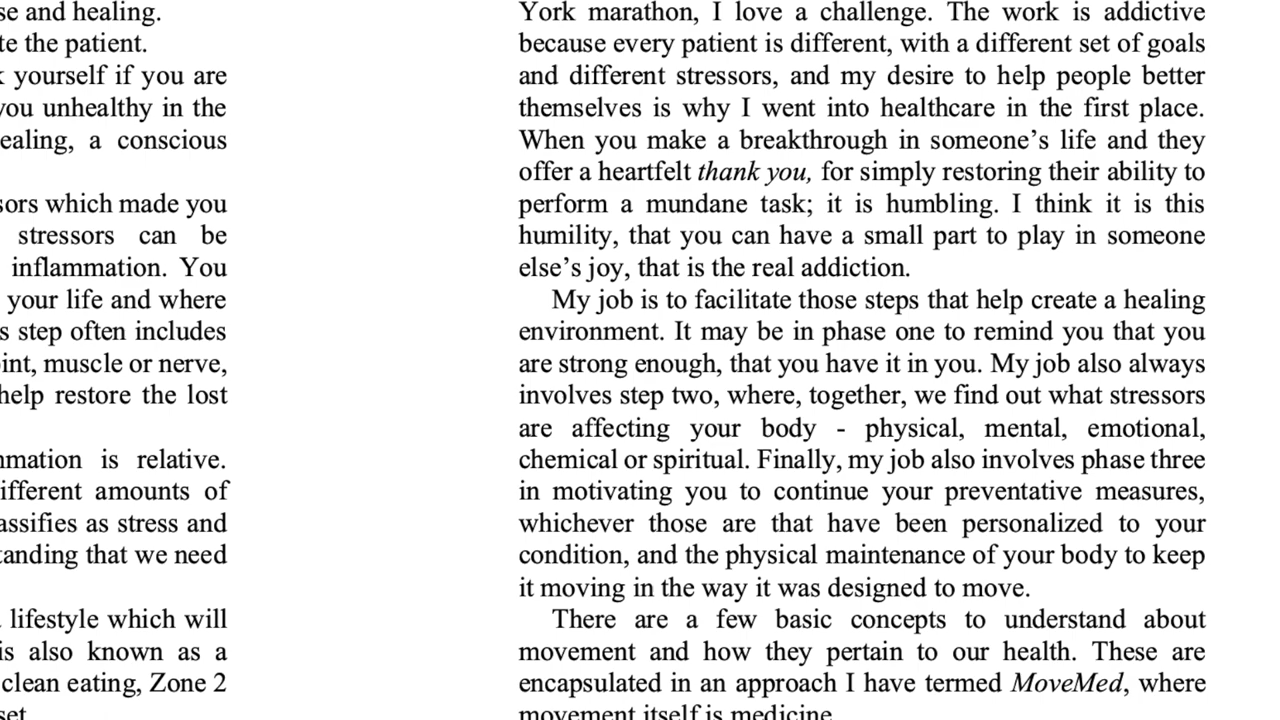 se and healing.
te the patient.
yourself if you are
you unhealthy in the
ealing, a conscious
sors which made you
stressors can be
inflammation. You
your life and where
s step often includes
int, muscle or nerve,
help restore the lost
mation is relative.
ifferent amounts of
assifies as stress and
tanding that we need
lifestyle which will
is also known as a
clean eating, Zone 2
set
York marathon, I love a challenge. The work is addictive
because every patient is different, with a different set of goals
and different stressors, and my desire to help people better
themselves is why I went into healthcare in the first place.
When you make a breakthrough in someone’s life and they
offer a heartfelt thank you, for simply restoring their ability to
perform a mundane task; it is humbling. I think it is this
humility, that you can have a small part to play in someone
else’s joy, that is the real addiction.
My job is to facilitate those steps that help create a healing
environment. It may be in phase one to remind you that you
are strong enough, that you have it in you. My job also always
involves step two, where, together, we find out what stressors
are affecting your body - physical, mental, emotional,
chemical or spiritual. Finally, my job also involves phase three
in motivating you to continue your preventative measures,
whichever those are that have been personalized to your
condition, and the physical maintenance of your body to keep
it moving in the way it was designed to move.
There are a few basic concepts to understand about
movement and how they pertain to our health. These are
encapsulated in an approach I have termed MoveMed, where
movement itself is medicine